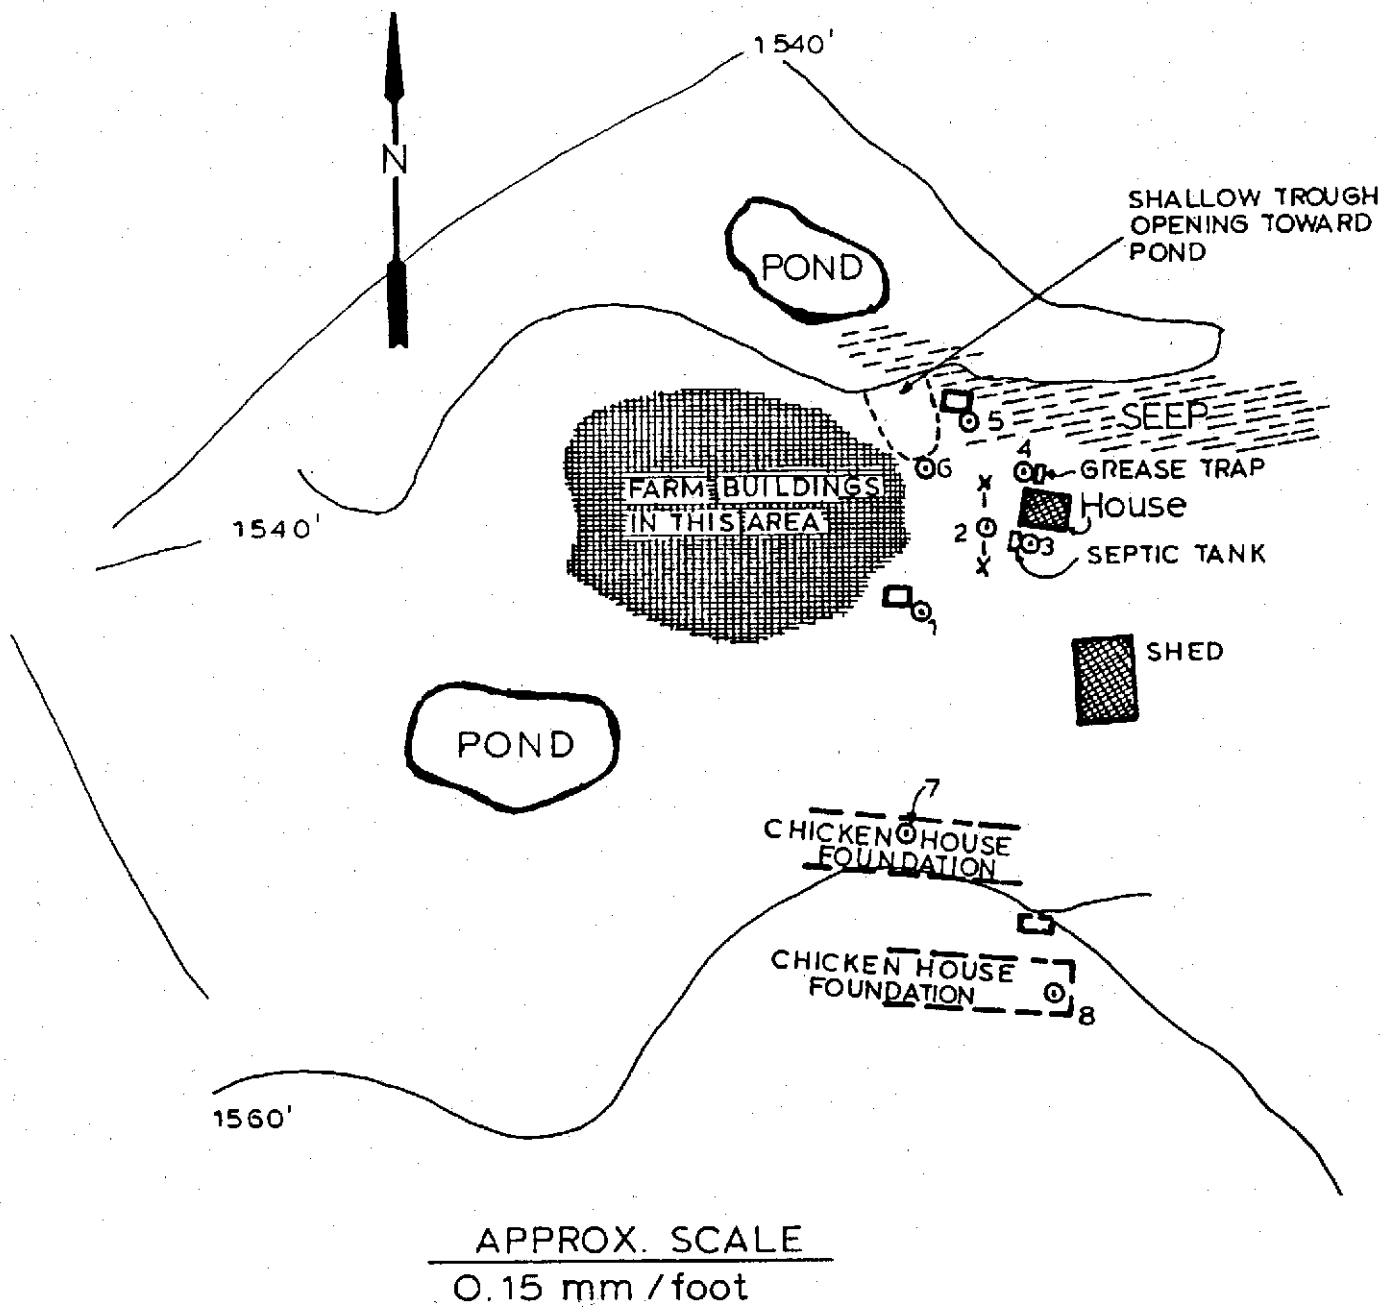 1540'
N
SHALLOW TROUGH
OPENING TOWARD
POND
POND
5
SEEP
4
6
GREASE TRAP
FARM BUILDINGS
IN THIS AREA
House
1540'
2
3
SEPTIC TANK
1
SHED
POND
7
CHICKEN HOUSE
FOUNDATION
CHICKEN HOUSE
FOUNDATION
8
1560'
APPROX. SCALE
0.15 mm/foot